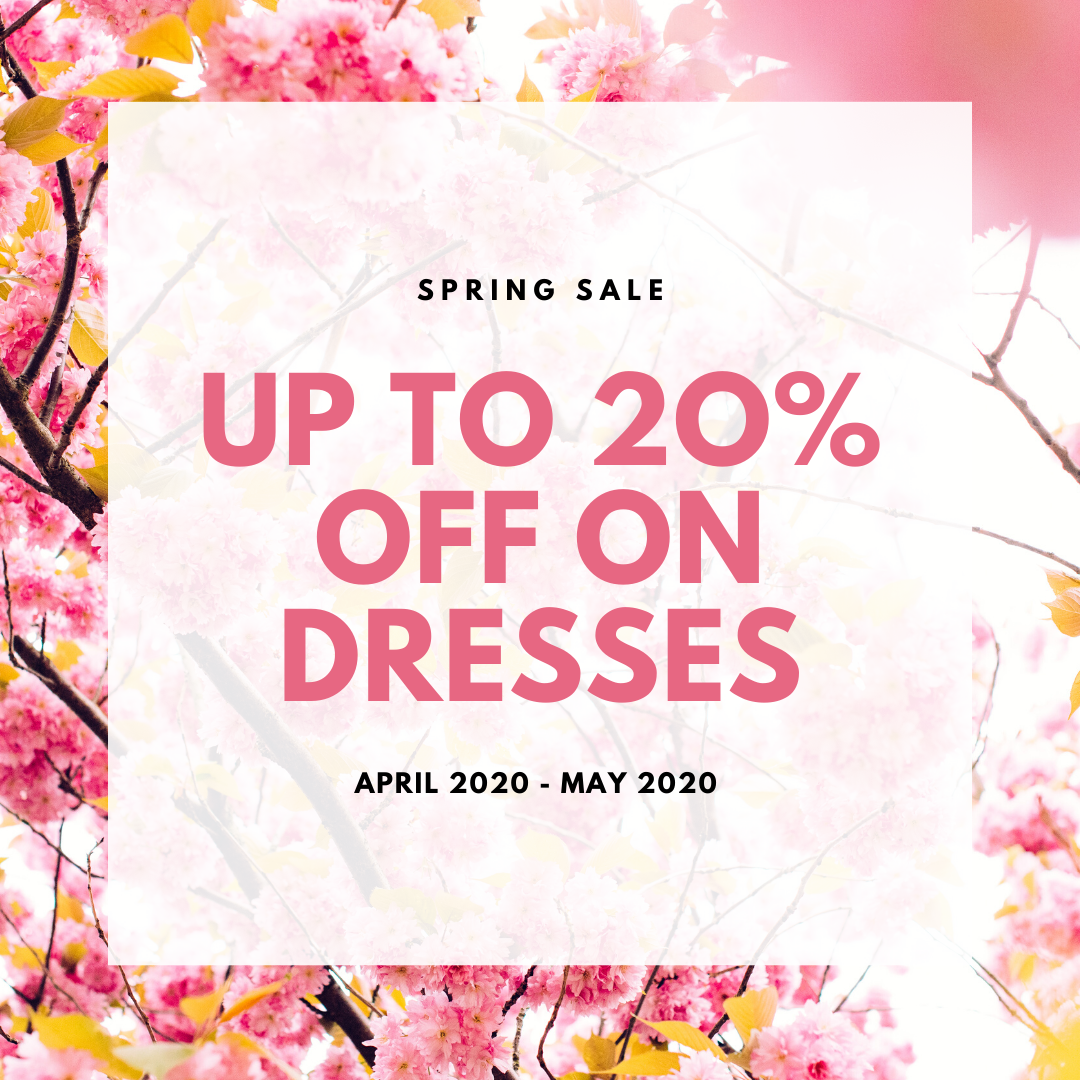 SPRING SALE
UP TO 20%
OFF ON
DRESSES
APRIL 2020 - MAY 2020